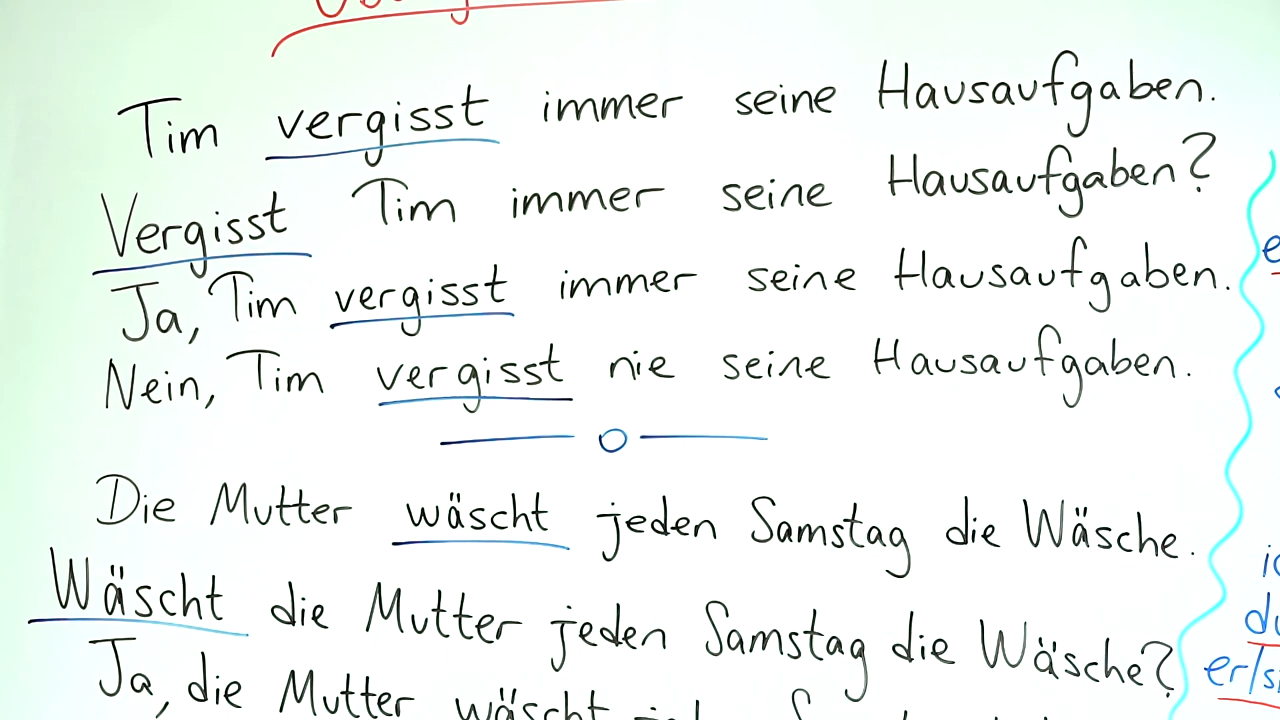 Tim vergisst immer seine Hausaufgaben.
Vergisst Tim immer seine Hausaufgaben?
Ja, Tim vergisst immer seine Hausaufgaben.
Nein, Tim vergisst nie seine Hausaufgaben.
Die Mutter wäscht jeden Samstag die Wäsche.
Wäscht die Mutter jeden Samstag die Wäsche?
Ja, die Mutter wäscht